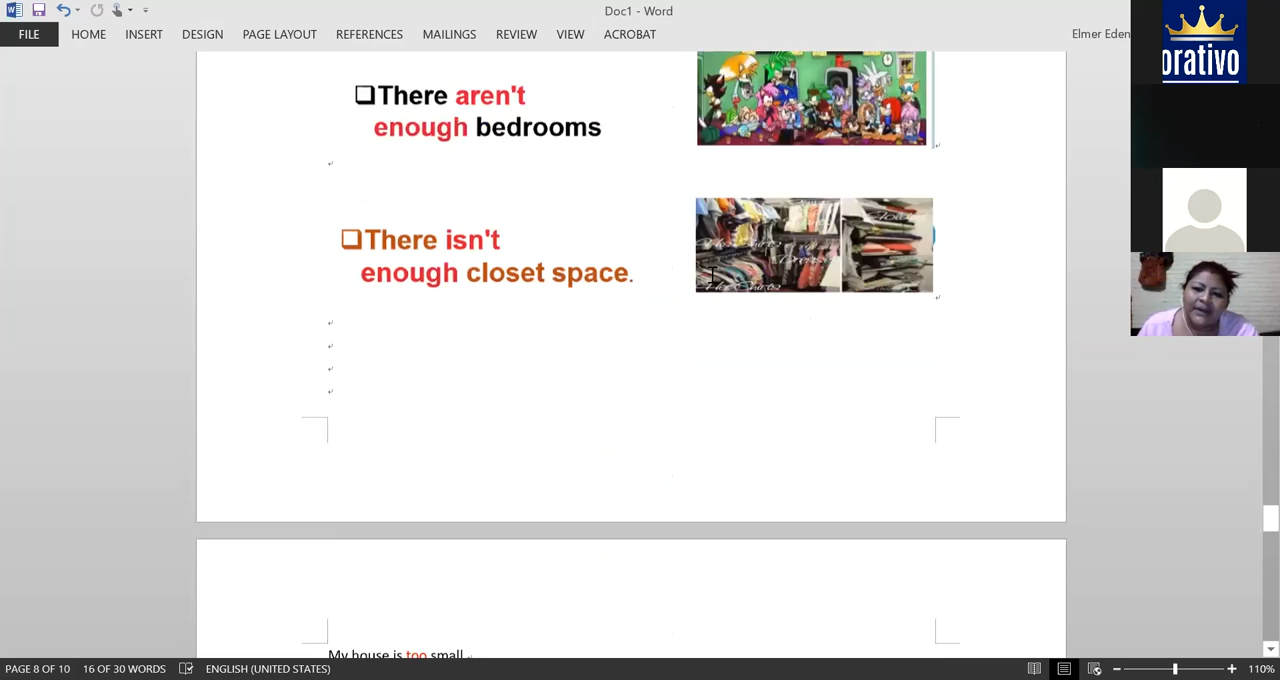 Doc1 - Word
FILE HOME INSERT DESIGN PAGE LAYOUT REFERENCES MAILINGS REVIEW VIEW ACROBAT Elmer Eden
orativo
There aren't
enough bedrooms
There isn't
enough closet space.
My house is too small
PAGE 8 OF 10 16 OF 30 WORDS ENGLISH (UNITED STATES) 110%